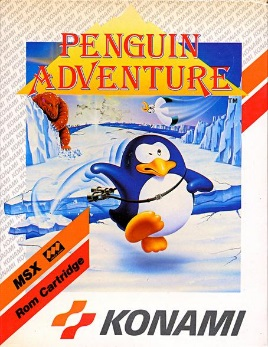 PENGUIN
ADVENTURE
MSX
Rom Cartridge
KONAMI